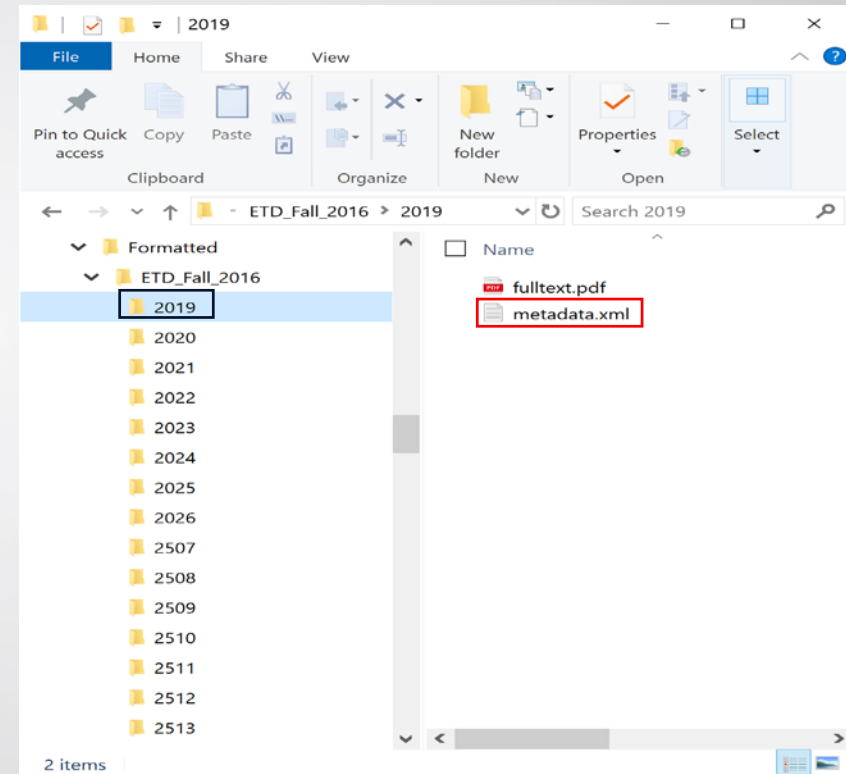 2019
File Home Share View
Pin to Quick access
Copy
Paste
New folder
Properties
Select
Clipboard Organize New Open
ETD_Fall_2016 > 2019
Search 2019
Formatted
ETD_Fall_2016
2019
2020
2021
2022
2023
2024
2025
2026
2507
2508
2509
2510
2511
2512
2513
Name
PDF fulltext.pdf
metadata.xml
2 items